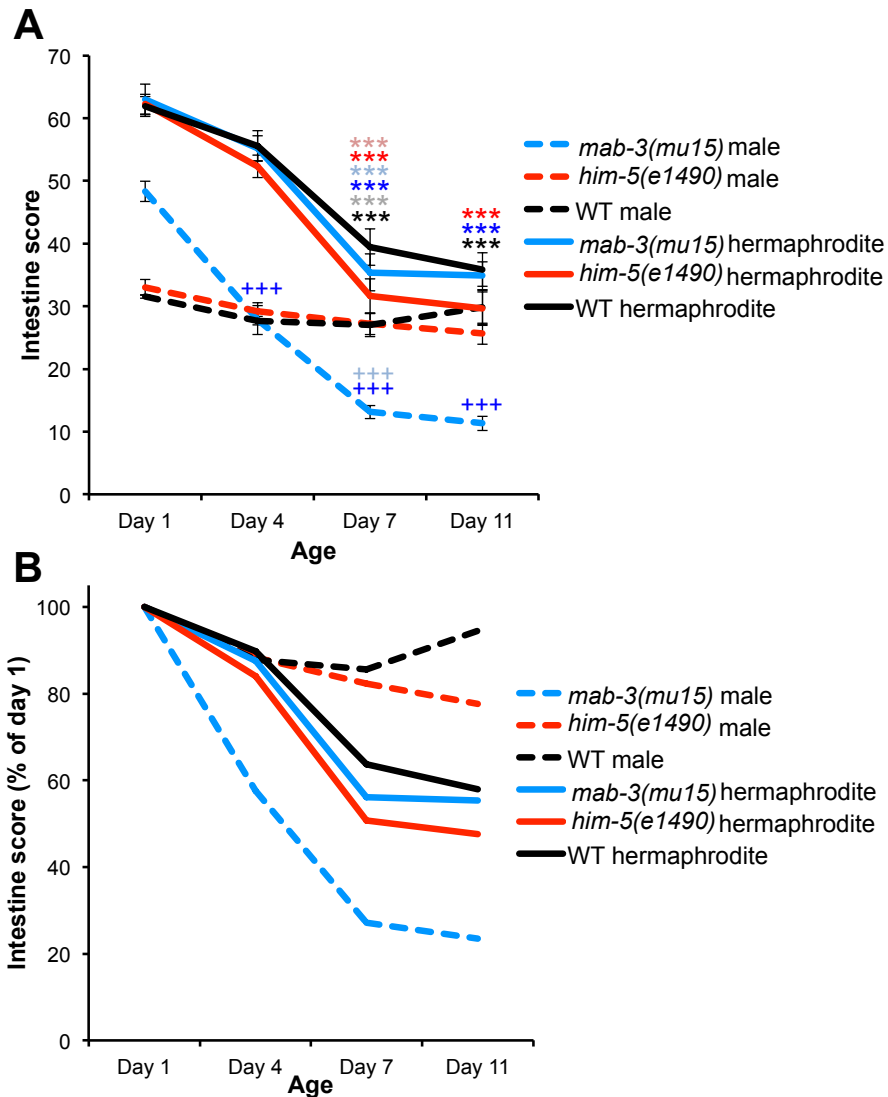 A
70
60
50
40
30
20
10
0
Intestine score
***
***
***
***
***
***
***
***
***
+++
+++
+++
+++
Day 1 Day 4 Day 7 Day 11
Age
mab-3(mu15) male
him-5(e1490) male
WT male
mab-3(mu15) hermaphrodite
him-5(e1490) hermaphrodite
WT hermaphrodite
B
100
80
60
40
20
0
Intestine score (% of day 1)
Day 1 Day 4 Day 7 Day 11
Age
mab-3(mu15) male
him-5(e1490) male
WT male
mab-3(mu15) hermaphrodite
him-5(e1490) hermaphrodite
WT hermaphrodite